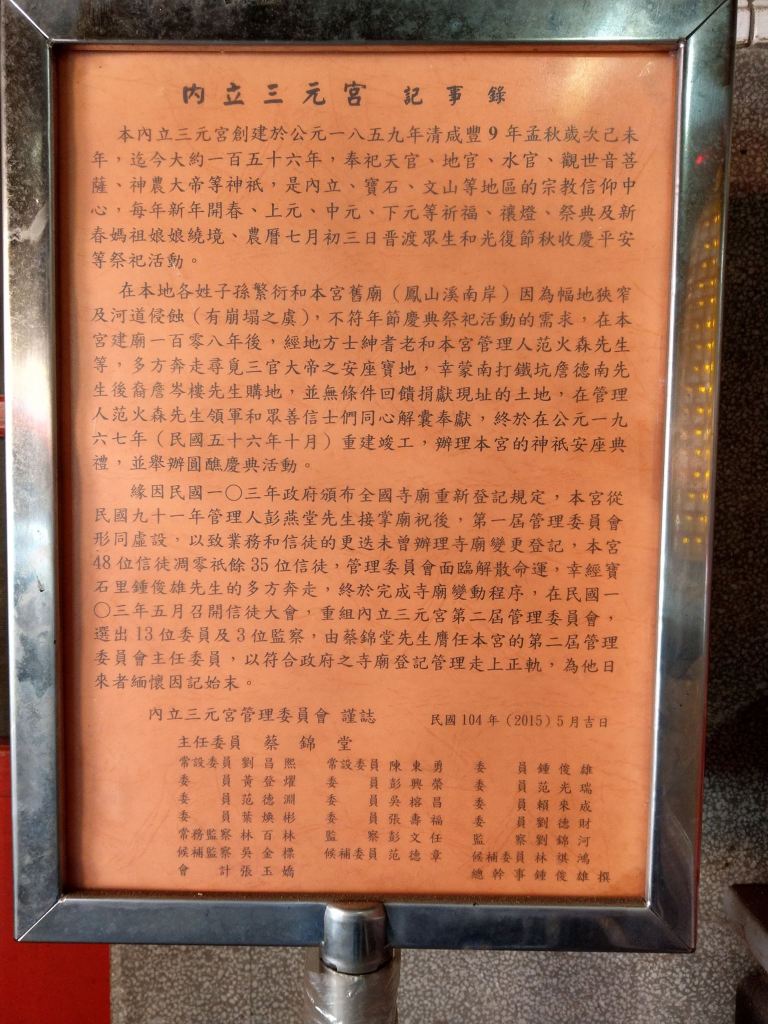 內立三元宮 記事錄
本內立三元宮創建於公元一八五九年清咸豐9年孟秋歲次己未
年，迄今大約一百五十六年，奉祀天官、地官、水官、觀世音菩
薩、神農大帝等神祇，是內立、寶石、文山等地區的宗教信仰中
心，每年新年開春、上元、中元、下元等祈福、禳燈、祭典及新
春媽祖娘娘繞境、農曆七月初三日普渡眾生和光復節秋收慶平安
等祭祀活動。
在本地各姓子孫繁衍和本宮舊廟（鳳山溪南岸）因為幅地狹窄
及河道侵蝕（有崩塌之虞），不符年節慶典祭祀活動的需求，在本
宮建廟一百零八年後，經地方士紳耆老和本宮管理人范火森先生
等，多方奔走尋覓三官大帝之安座寶地，幸蒙南打鐵坑詹德南先
生後裔詹岑樓先生購地，並無條件回饋捐獻現址的土地，在管理
人范火森先生領軍和眾善信士們同心解囊奉獻，終於在公元一九
六七年（民國五十六年十月）重建竣工，辦理本宮的神祇安座典
禮，並舉辦圓醮慶典活動。
緣因民國一〇三年政府頒布全國寺廟重新登記規定，本宮從
民國九十一年管理人彭燕堂先生接掌廟祝後，第一屆管理委員會
形同虛設，以致業務和信徒的更迭未曾辦理寺廟變更登記，本宮
48位信徒凋零祇餘35位信徒，管理委員會面臨解散命運，幸經寶
石里鍾俊雄先生的多方奔走，終於完成寺廟變動程序，在民國一
〇三年五月召開信徒大會，重組內立三元宮第二屆管理委員會，
選出13位委員及3位監察，由蔡錦堂先生膺任本宮的第二屆管理
委員會主任委員，以符合政府之寺廟登記管理走上正軌，為他日
來者緬懷因記始末。
內立三元宮管理委員會 謹誌 民國104年（2015）5月吉日
主任委員 蔡錦堂
常設委員 劉昌熙 常設委員 陳東勇 委員 鍾俊雄
委員 黃登燿 委員 彭興榮 委員 范光瑞
委員 范德淵 委員 吳榕昌 委員 賴來成
委員 葉煥彬 委員 張壽福 委員 劉德財
常務監察 林百林 監察 彭文任 監察 劉錦河
候補監察 吳金標 候補委員 范德章 候補委員 林祺鴻
會計 張玉嬌 總幹事 鍾俊雄 撰